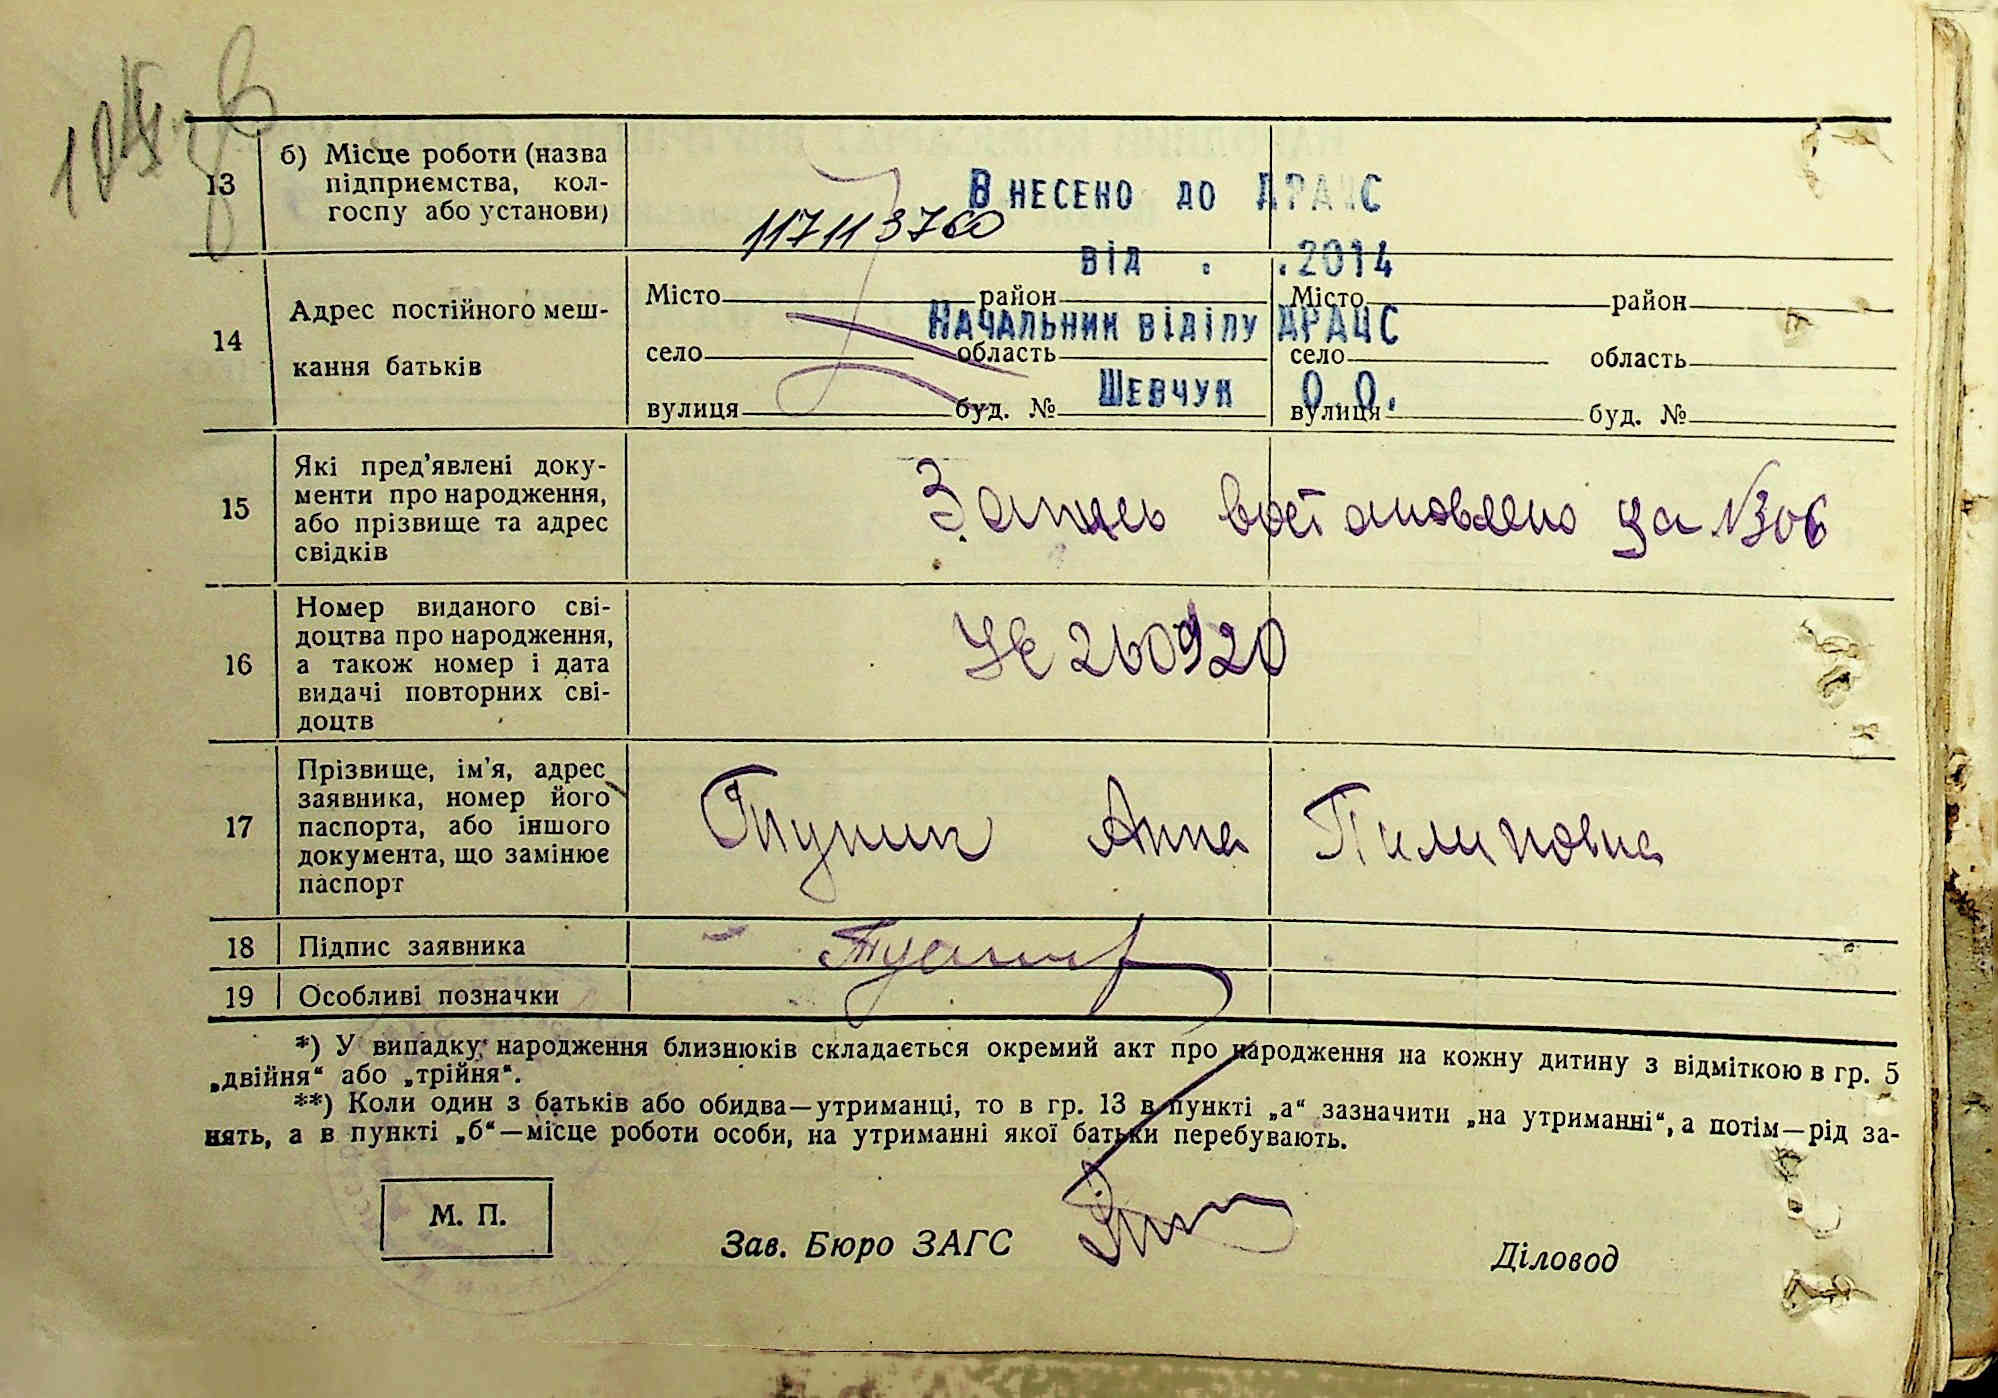 13
б) Місце роботи (назва
підприємства, кол-
госпу або установи)
117113760
Внесено до ДРАЦС
від . .2014
Начальник відділу ДРАЦС
Шевчук О.О.
14
Адрес постійного меш-
кання батьків
Місто район Місто район
село область село область
вулиця буд. № вулиця буд. №
15
Які пред'явлені доку-
менти про народження,
або прізвище та адрес
свідків
за №306
16
Номер виданого сві-
доцтва про народження,
а також номер і дата
видачі повторних сві-
доцтв
260920
17
Прізвище, ім'я, адрес
заявника, номер його
паспорта, або іншого
документа, що замінює
паспорт
Анна Пилиповна
18 Підпис заявника
19 Особливі позначки
*) У випадку народження близнюків складається окремий акт про народження на кожну дитину з відміткою в гр. 5
„двійня“ або „трійня“.
**) Коли один з батьків або обидва—утриманці, то в гр. 13 в пункті „а“ зазначити „на утриманні“, а потім—рід за-
нять, а в пункті „б“—місце роботи особи, на утриманні якої батьки перебувають.
М. П.
Зав. Бюро ЗАГС
Діловод